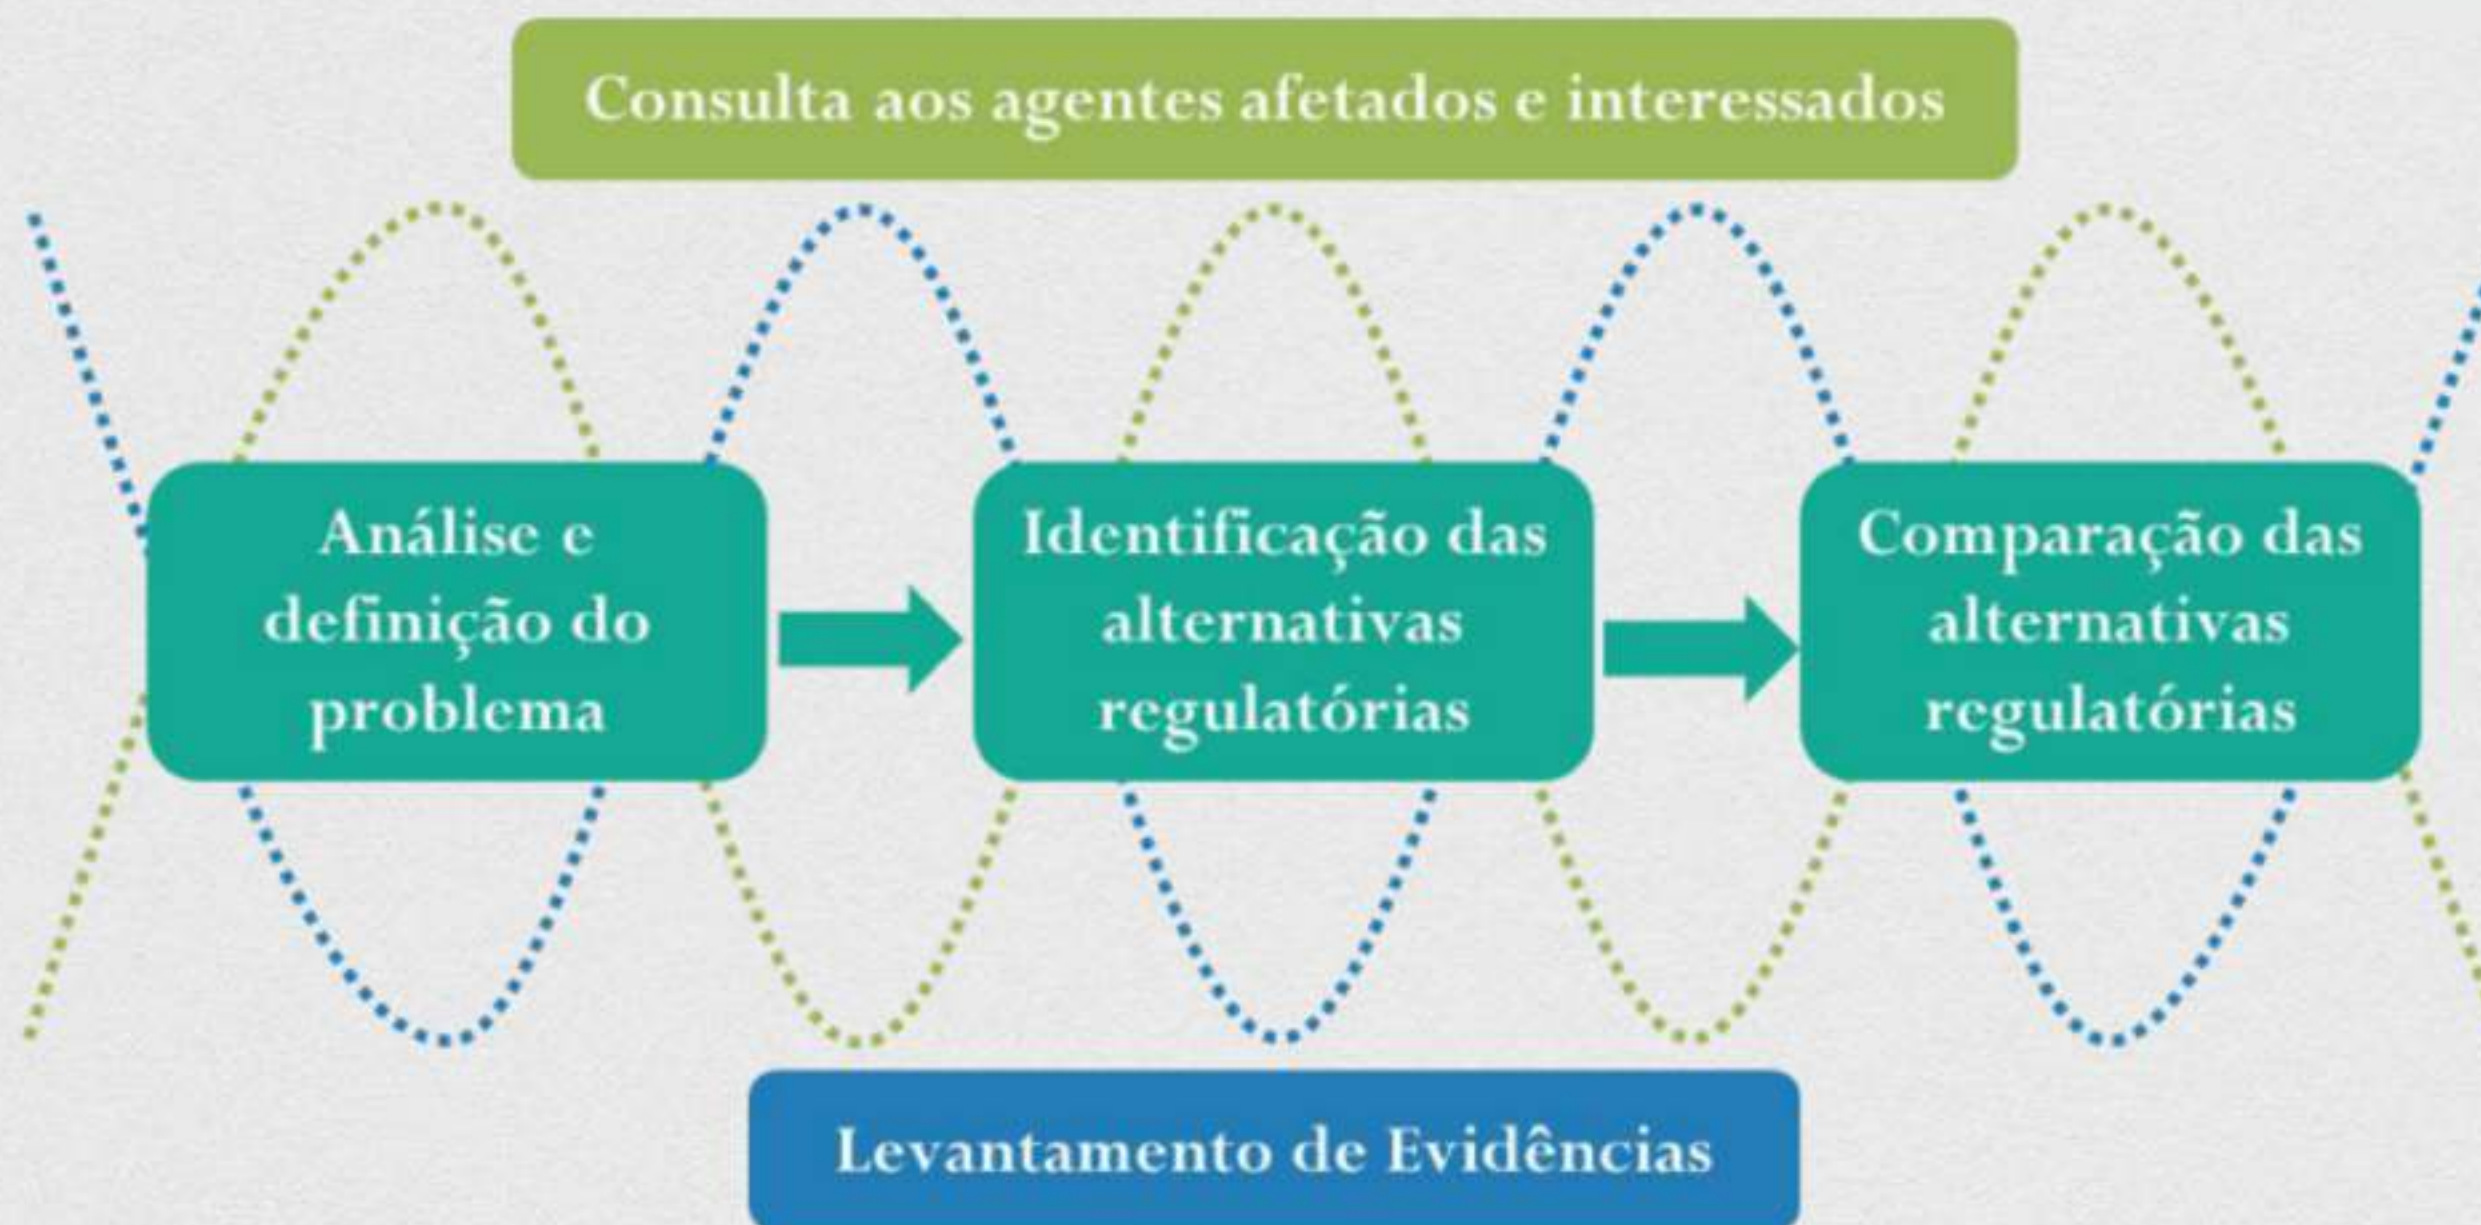 Consulta aos agentes afetados e interessados
Análise e
definição do
problema
Identificação das
alternativas
regulatórias
Comparação das
alternativas
regulatórias
Levantamento de Evidências